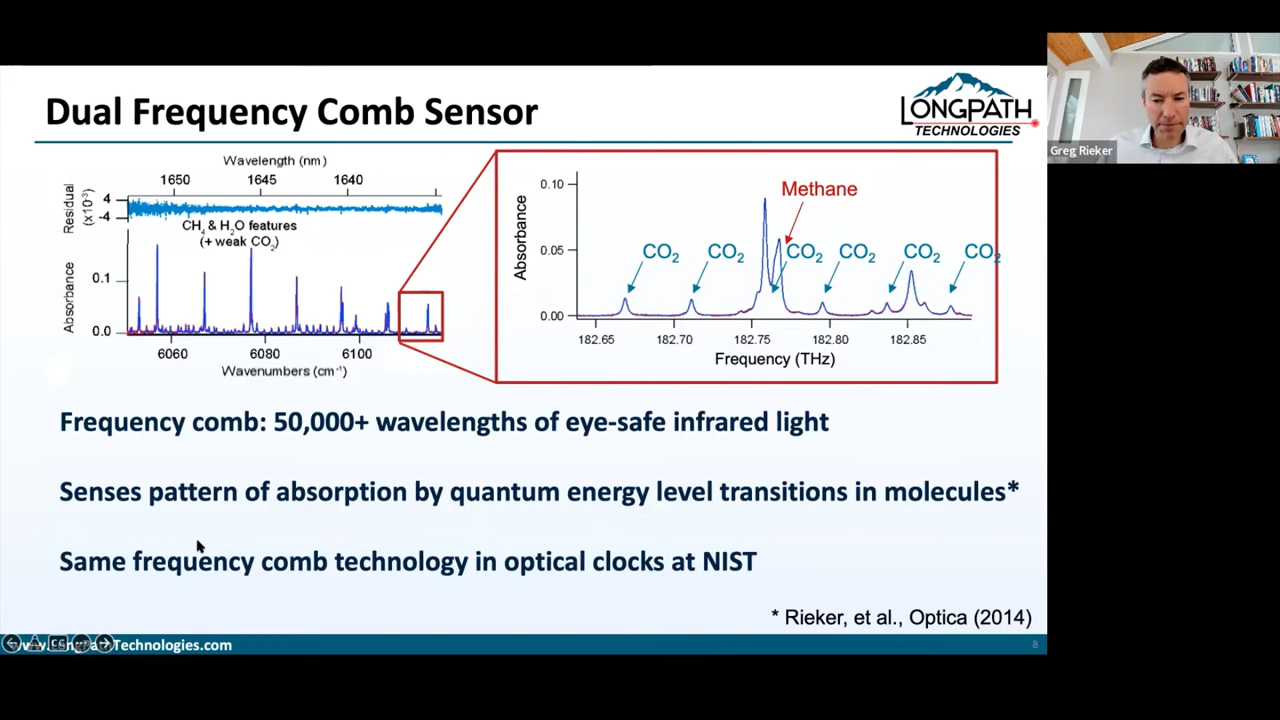 Dual Frequency Comb Sensor
LONGPATH
TECHNOLOGIES
Greg Rieker
Wavelength (nm)
1650 1645 1640
Residual
(x10⁻³)
4
-4
CH₄ & H₂O features
(+ weak CO₂)
Absorbance
0.1
0.0
6060 6080 6100
Wavenumbers (cm⁻¹)
Absorbance
0.10
0.05
0.00
Methane
CO₂ CO₂ CO₂ CO₂ CO₂ CO₂
182.65 182.70 182.75 182.80 182.85
Frequency (THz)
Frequency comb: 50,000+ wavelengths of eye-safe infrared light
Senses pattern of absorption by quantum energy level transitions in molecules*
Same frequency comb technology in optical clocks at NIST
* Rieker, et al., Optica (2014)
www.LongPathTechnologies.com
8